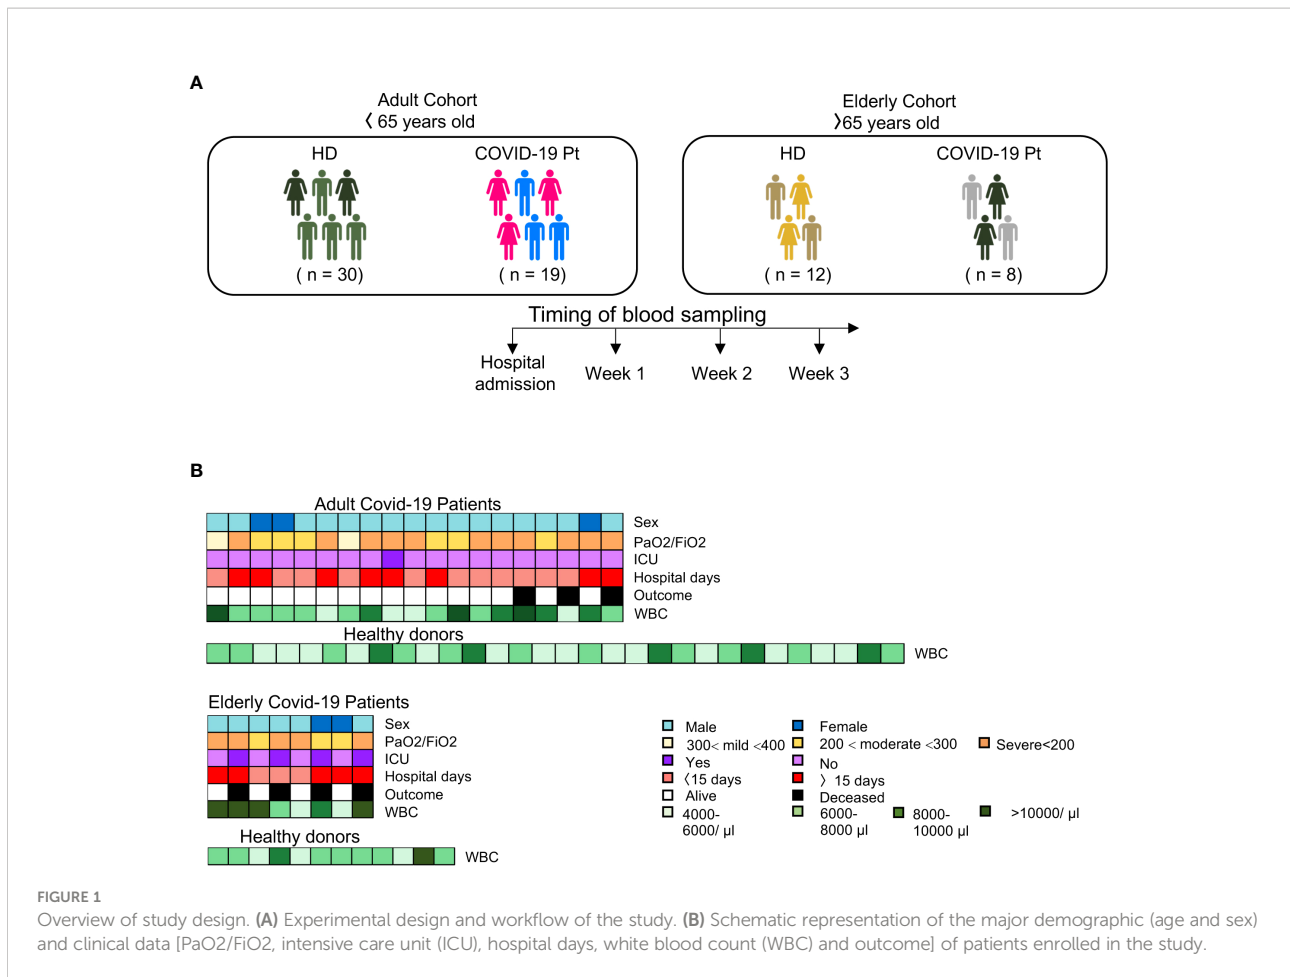 A
Adult Cohort
< 65 years old
Elderly Cohort
>65 years old
HD
COVID-19 Pt
HD
COVID-19 Pt
( n = 30)
( n = 19)
( n = 12)
( n = 8)
Timing of blood sampling
Hospital
admission
Week 1
Week 2
Week 3
B
Adult Covid-19 Patients
Sex
PaO2/FiO2
ICU
Hospital days
Outcome
WBC
Healthy donors
WBC
Elderly Covid-19 Patients
Sex
PaO2/FiO2
ICU
Hospital days
Outcome
WBC
Healthy donors
WBC
Male
Female
300< mild <400
200 < moderate <300
Severe<200
Yes
No
<15 days
> 15 days
Alive
Deceased
4000-
6000/ µl
6000-
8000 µl
8000-
10000 µl
>10000/ µl
FIGURE 1
Overview of study design. (A) Experimental design and workflow of the study. (B) Schematic representation of the major demographic (age and sex)
and clinical data [PaO2/FiO2, intensive care unit (ICU), hospital days, white blood count (WBC) and outcome] of patients enrolled in the study.